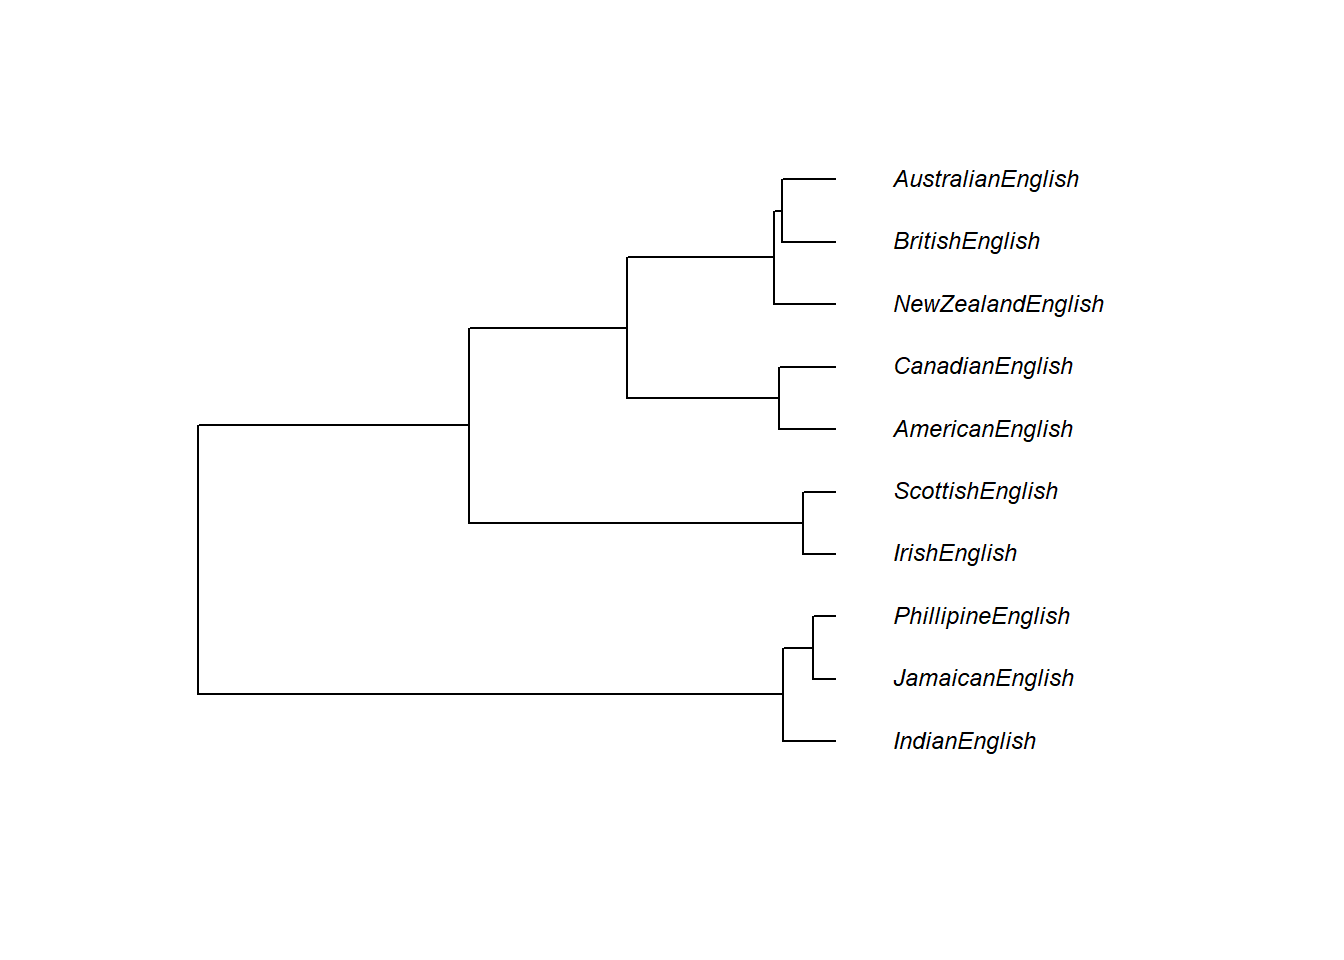 AustralianEnglish
BritishEnglish
NewZealandEnglish
CanadianEnglish
AmericanEnglish
ScottishEnglish
IrishEnglish
PhillipineEnglish
JamaicanEnglish
IndianEnglish